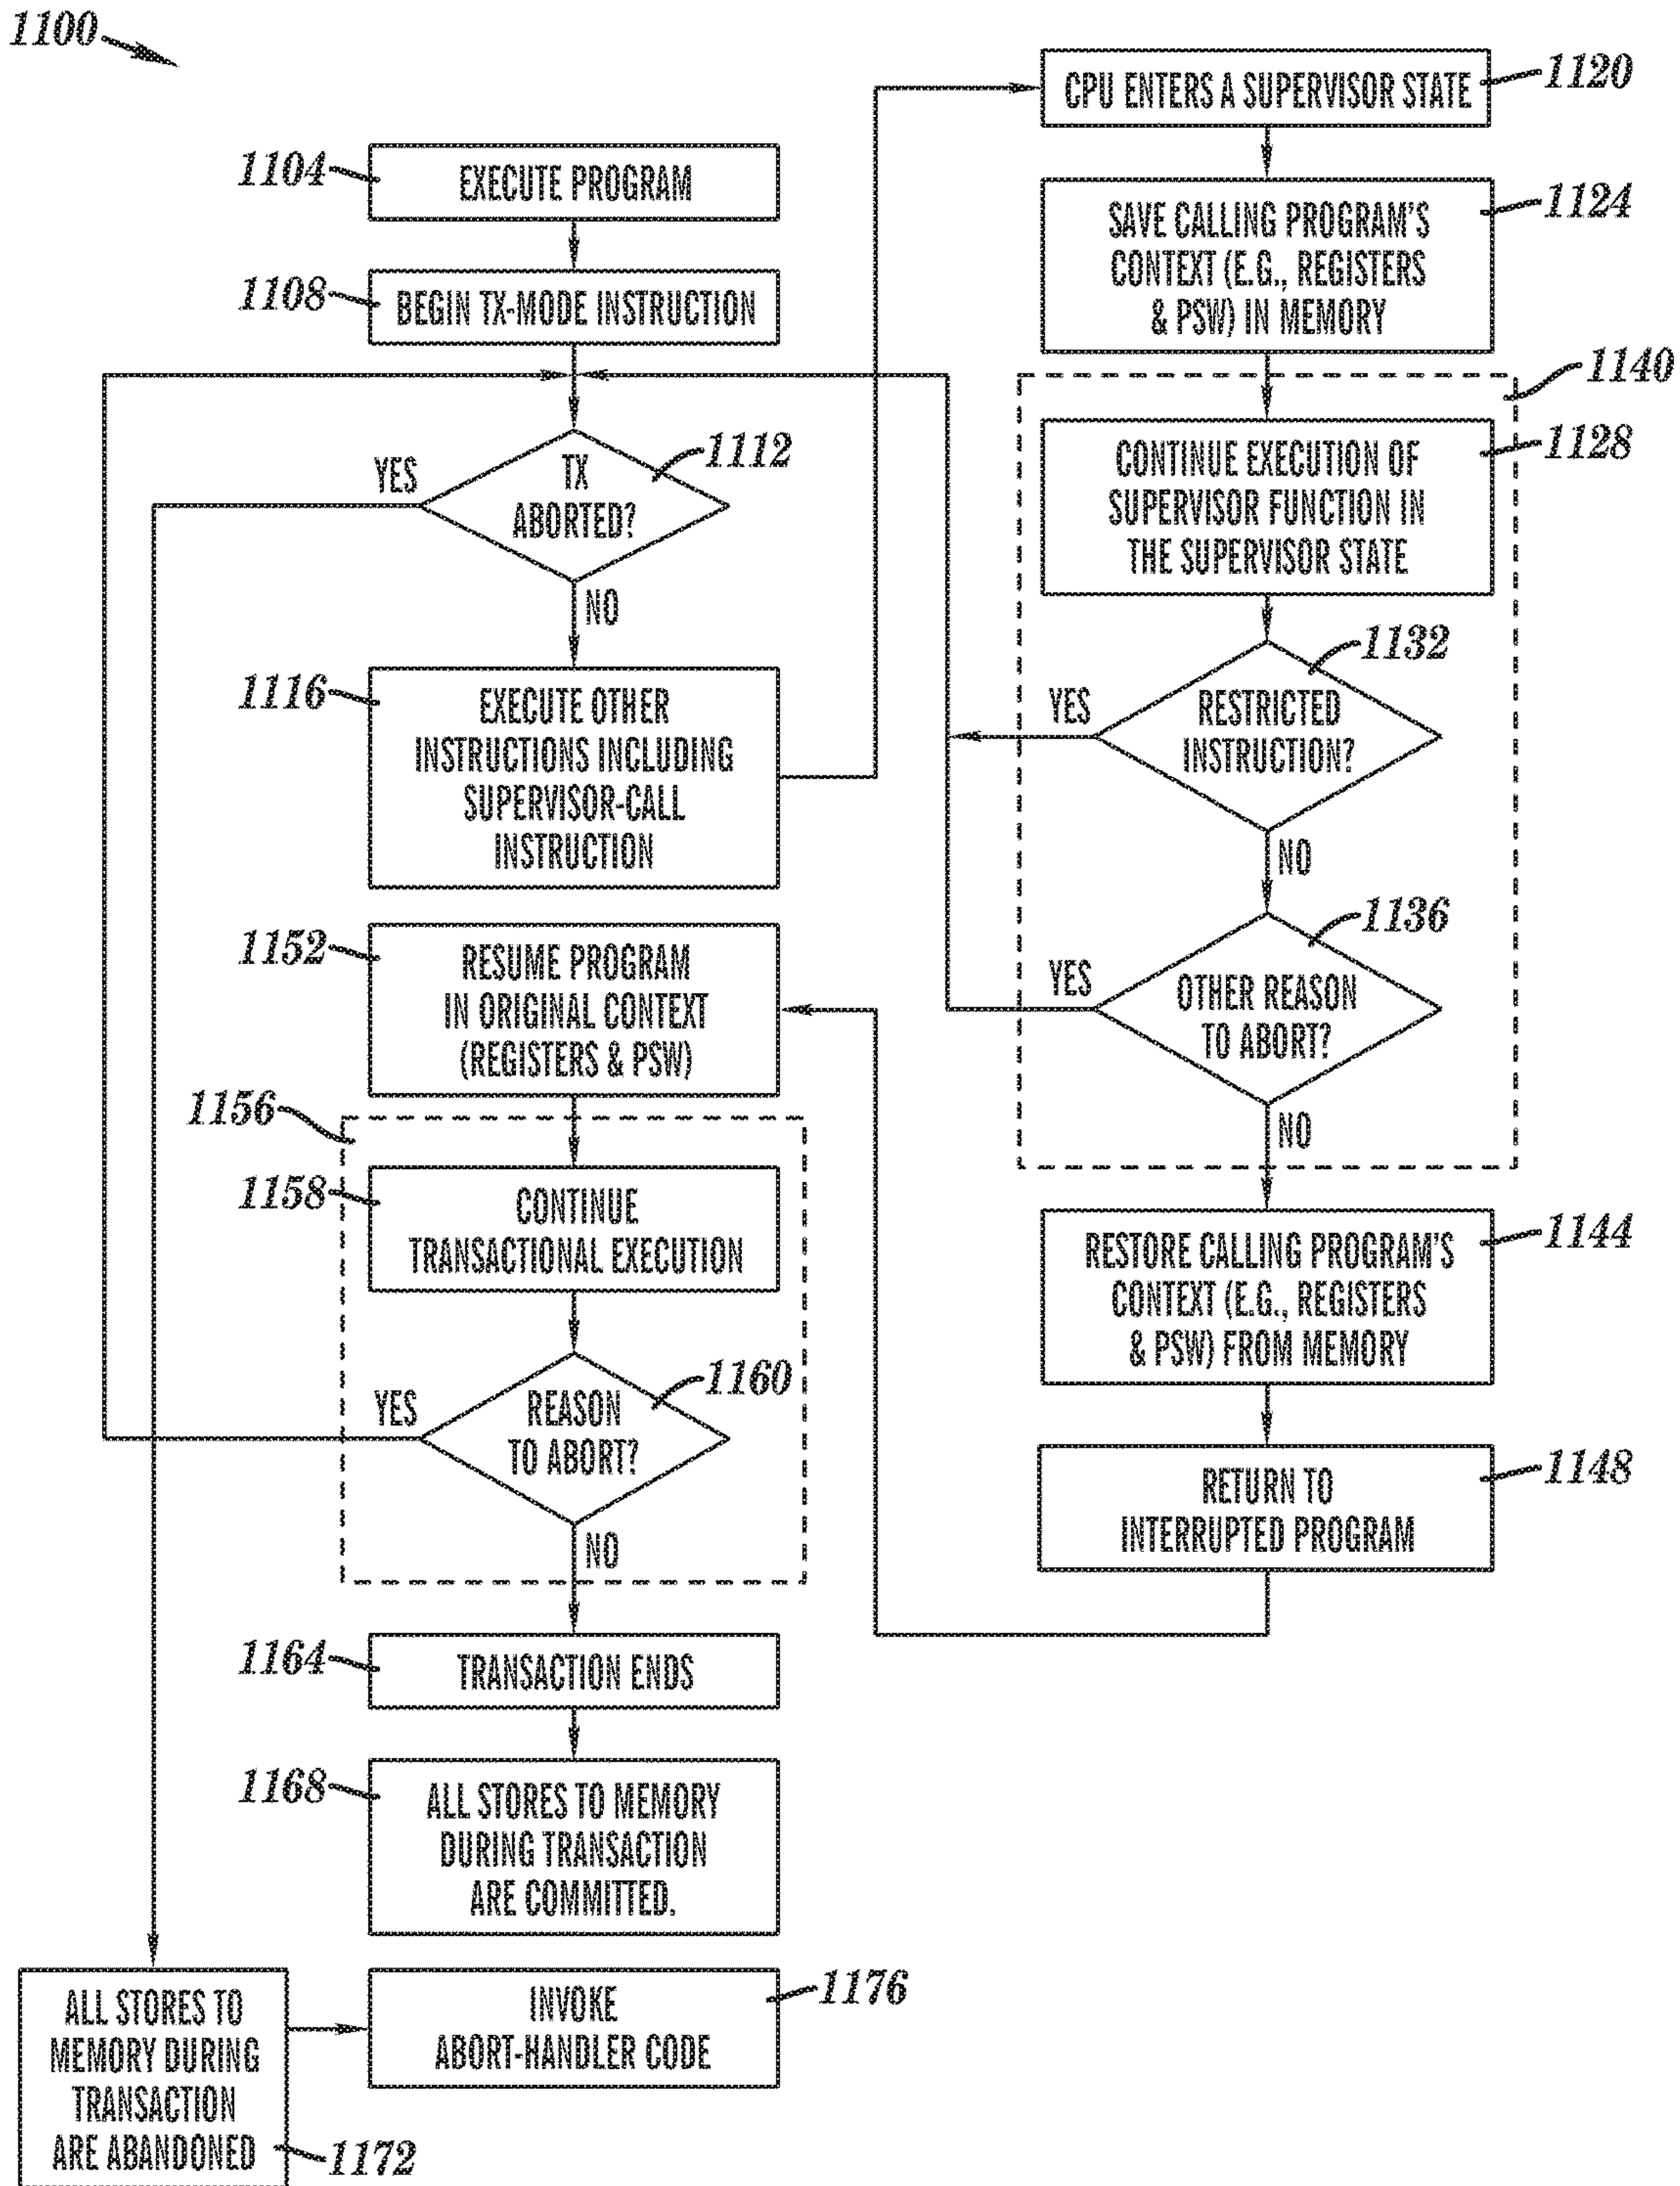 1100
1104
EXECUTE PROGRAM
1108
BEGIN TX-MODE INSTRUCTION
1112
TX
ABORTED?
YES
NO
1116
EXECUTE OTHER
INSTRUCTIONS INCLUDING
SUPERVISOR-CALL
INSTRUCTION
1120
CPU ENTERS A SUPERVISOR STATE
1124
SAVE CALLING PROGRAM'S
CONTEXT (E.G., REGISTERS
& PSW) IN MEMORY
1140
1128
CONTINUE EXECUTION OF
SUPERVISOR FUNCTION IN
THE SUPERVISOR STATE
1132
RESTRICTED
INSTRUCTION?
YES
NO
1136
OTHER REASON
TO ABORT?
YES
NO
1144
RESTORE CALLING PROGRAM'S
CONTEXT (E.G., REGISTERS
& PSW) FROM MEMORY
1148
RETURN TO
INTERRUPTED PROGRAM
1152
RESUME PROGRAM
IN ORIGINAL CONTEXT
(REGISTERS & PSW)
1156
1158
CONTINUE
TRANSACTIONAL EXECUTION
1160
REASON
TO ABORT?
YES
NO
1164
TRANSACTION ENDS
1168
ALL STORES TO MEMORY
DURING TRANSACTION
ARE COMMITTED.
ALL STORES TO
MEMORY DURING
TRANSACTION
ARE ABANDONED
1172
INVOKE
ABORT-HANDLER CODE
1176